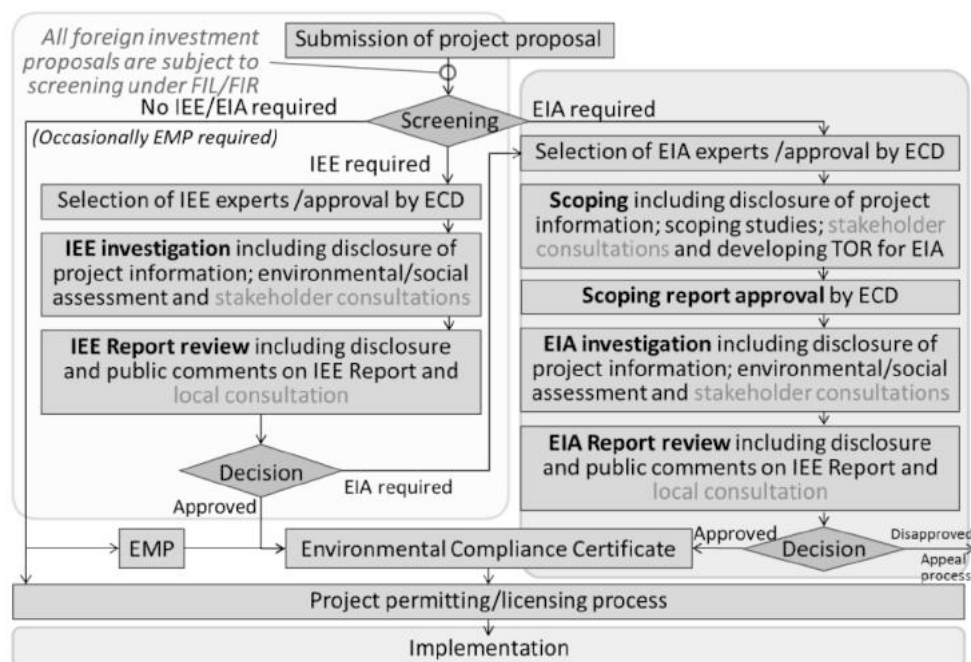 All foreign investment
proposals are subject to
screening under FIL/FIR
Submission of project proposal
No IEE/EIA required
(Occasionally EMP required)
Screening
EIA required
IEE required
Selection of IEE experts /approval by ECD
IEE investigation including disclosure of
project information; environmental/social
assessment and stakeholder consultations
IEE Report review including disclosure
and public comments on IEE Report and
local consultation
Decision
EIA required
Approved
Selection of EIA experts /approval by ECD
Scoping including disclosure of project
information; scoping studies; stakeholder
consultations and developing TOR for EIA
Scoping report approval by ECD
EIA investigation including disclosure of
project information; environmental/social
assessment and stakeholder consultations
EIA Report review including disclosure
and public comments on IEE Report and
local consultation
Approved
Decision
Disapproved
Appeal
process
EMP
Environmental Compliance Certificate
Project permitting/licensing process
Implementation